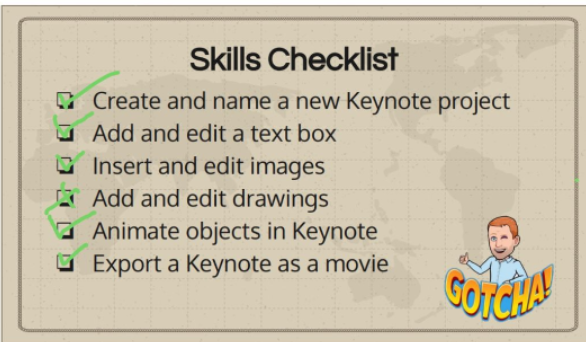 Skills Checklist
Create and name a new Keynote project
Add and edit a text box
Insert and edit images
Add and edit drawings
Animate objects in Keynote
Export a Keynote as a movie
GOTCHA!